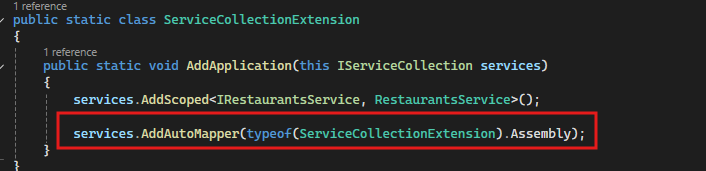 1 reference
public static class ServiceCollectionExtension
{
1 reference
public static void AddApplication(this IServiceCollection services)
{
services.AddScoped<IRestaurantsService, RestaurantsService>();
services.AddAutoMapper(typeof(ServiceCollectionExtension).Assembly);
}
}